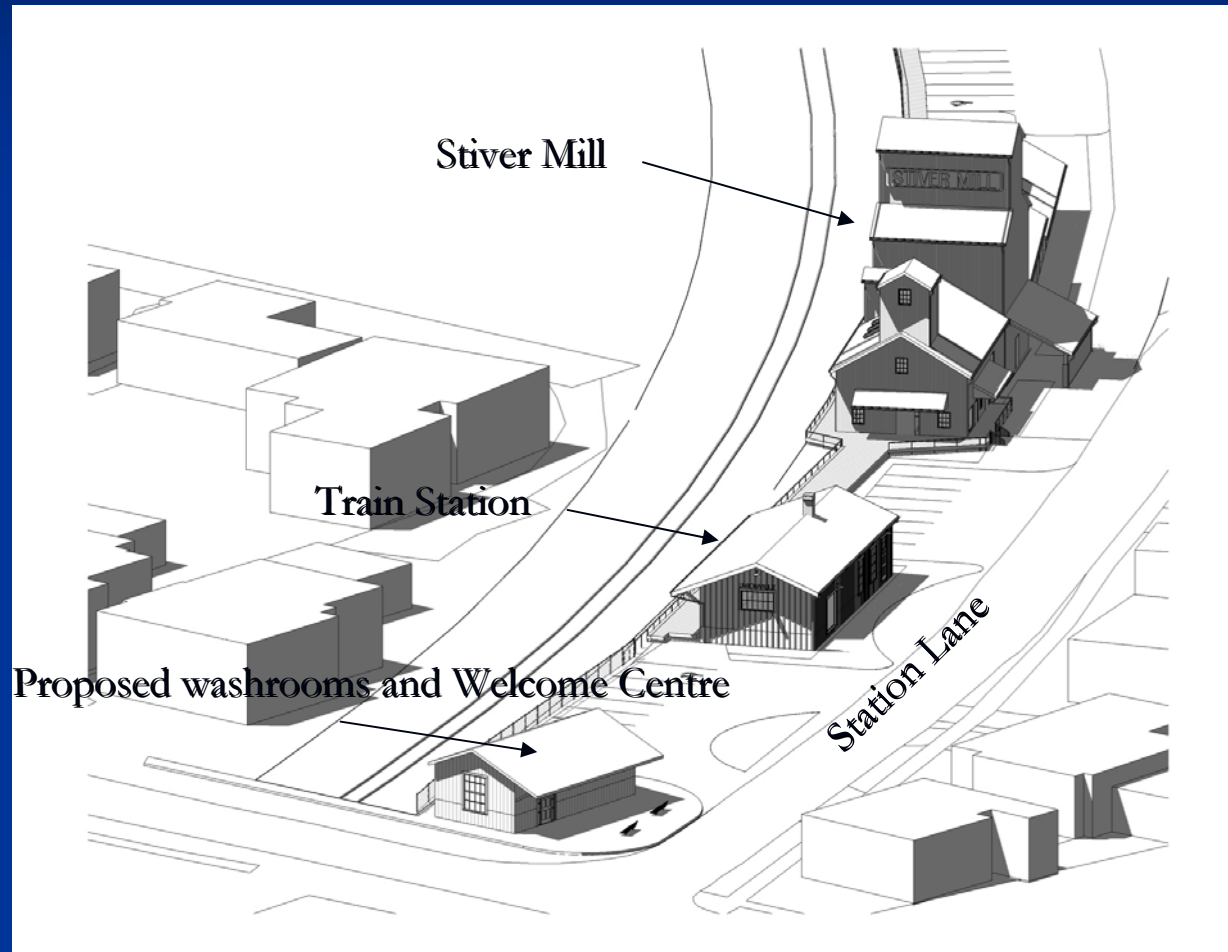 Stiver Mill
STIVER MILL
Train Station
Station Lane
Proposed washrooms and Welcome Centre